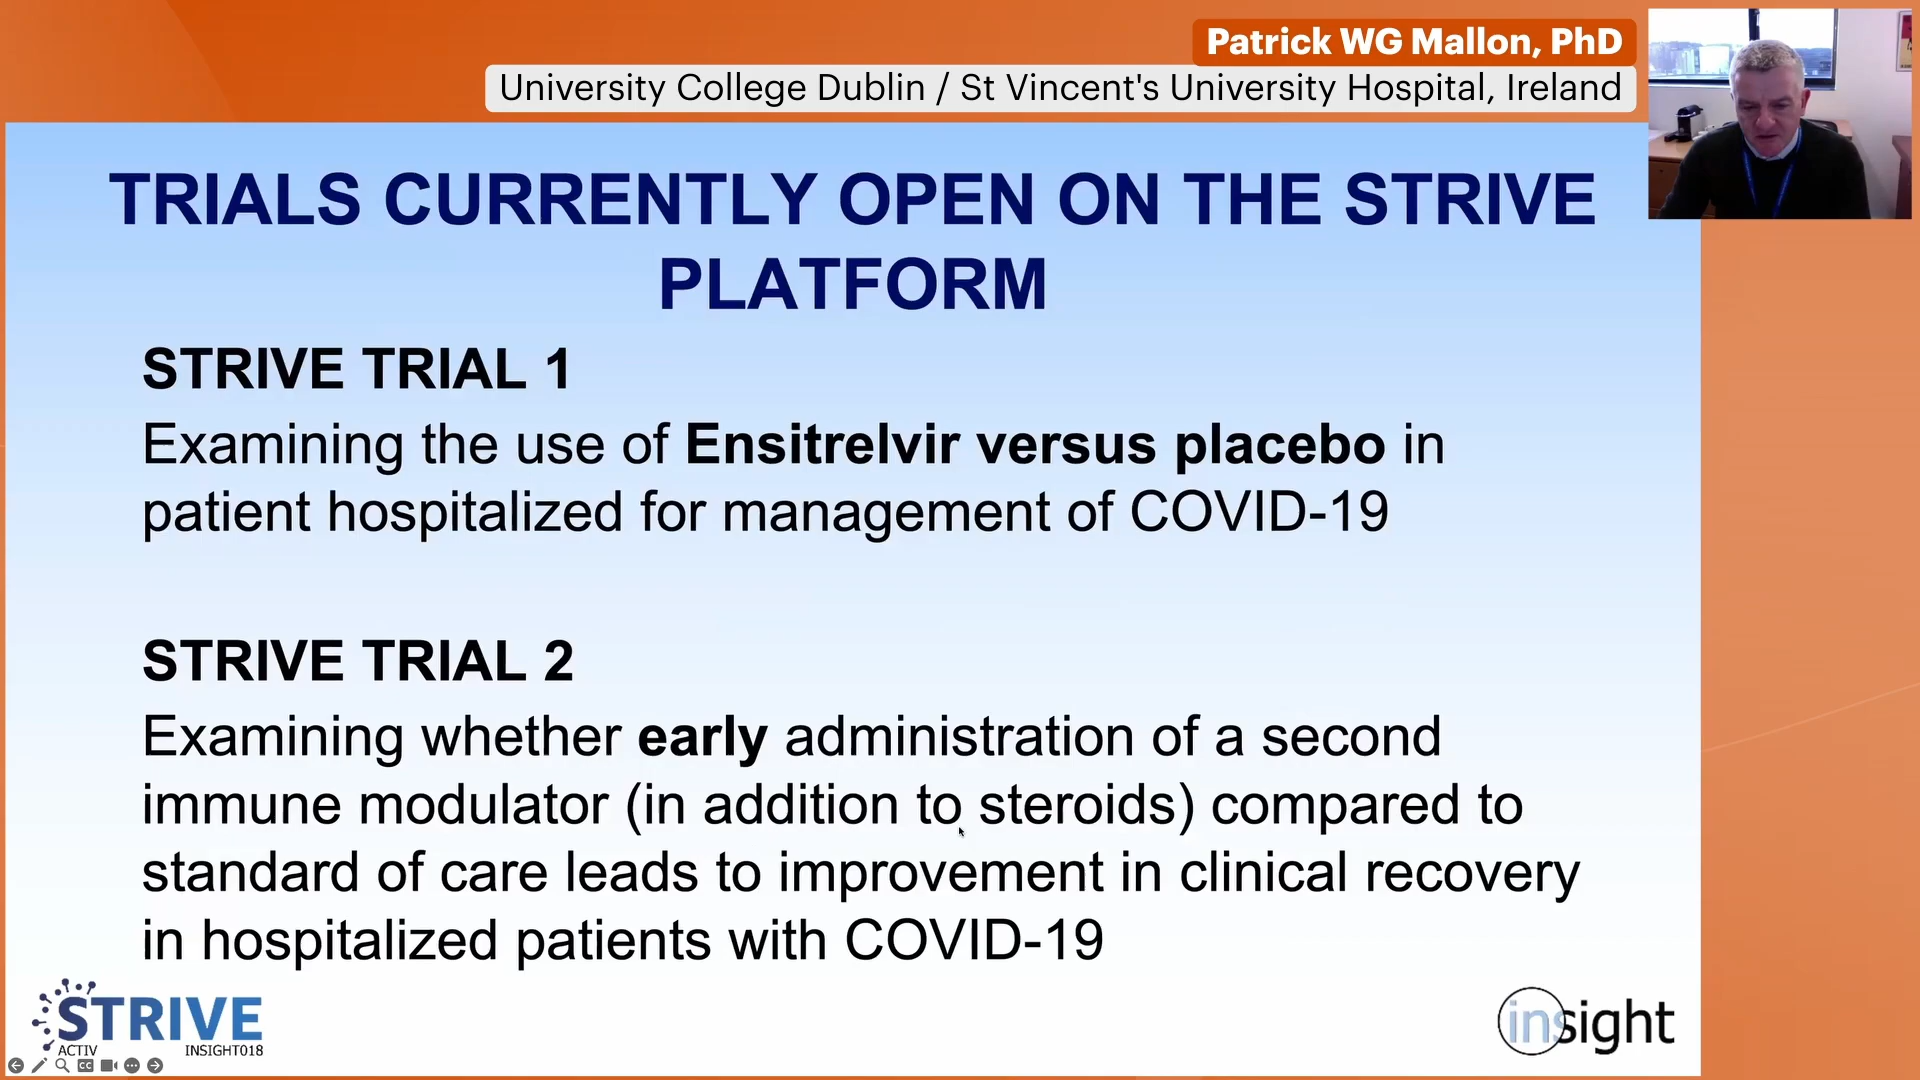 Patrick WG Mallon, PhD
University College Dublin / St Vincent's University Hospital, Ireland
TRIALS CURRENTLY OPEN ON THE STRIVE
PLATFORM
STRIVE TRIAL 1
Examining the use of Ensitrelvir versus placebo in
patient hospitalized for management of COVID-19
STRIVE TRIAL 2
Examining whether early administration of a second
immune modulator (in addition to steroids) compared to
standard of care leads to improvement in clinical recovery
in hospitalized patients with COVID-19
STRIVE
ACTIV INSIGHT018
insight
CC